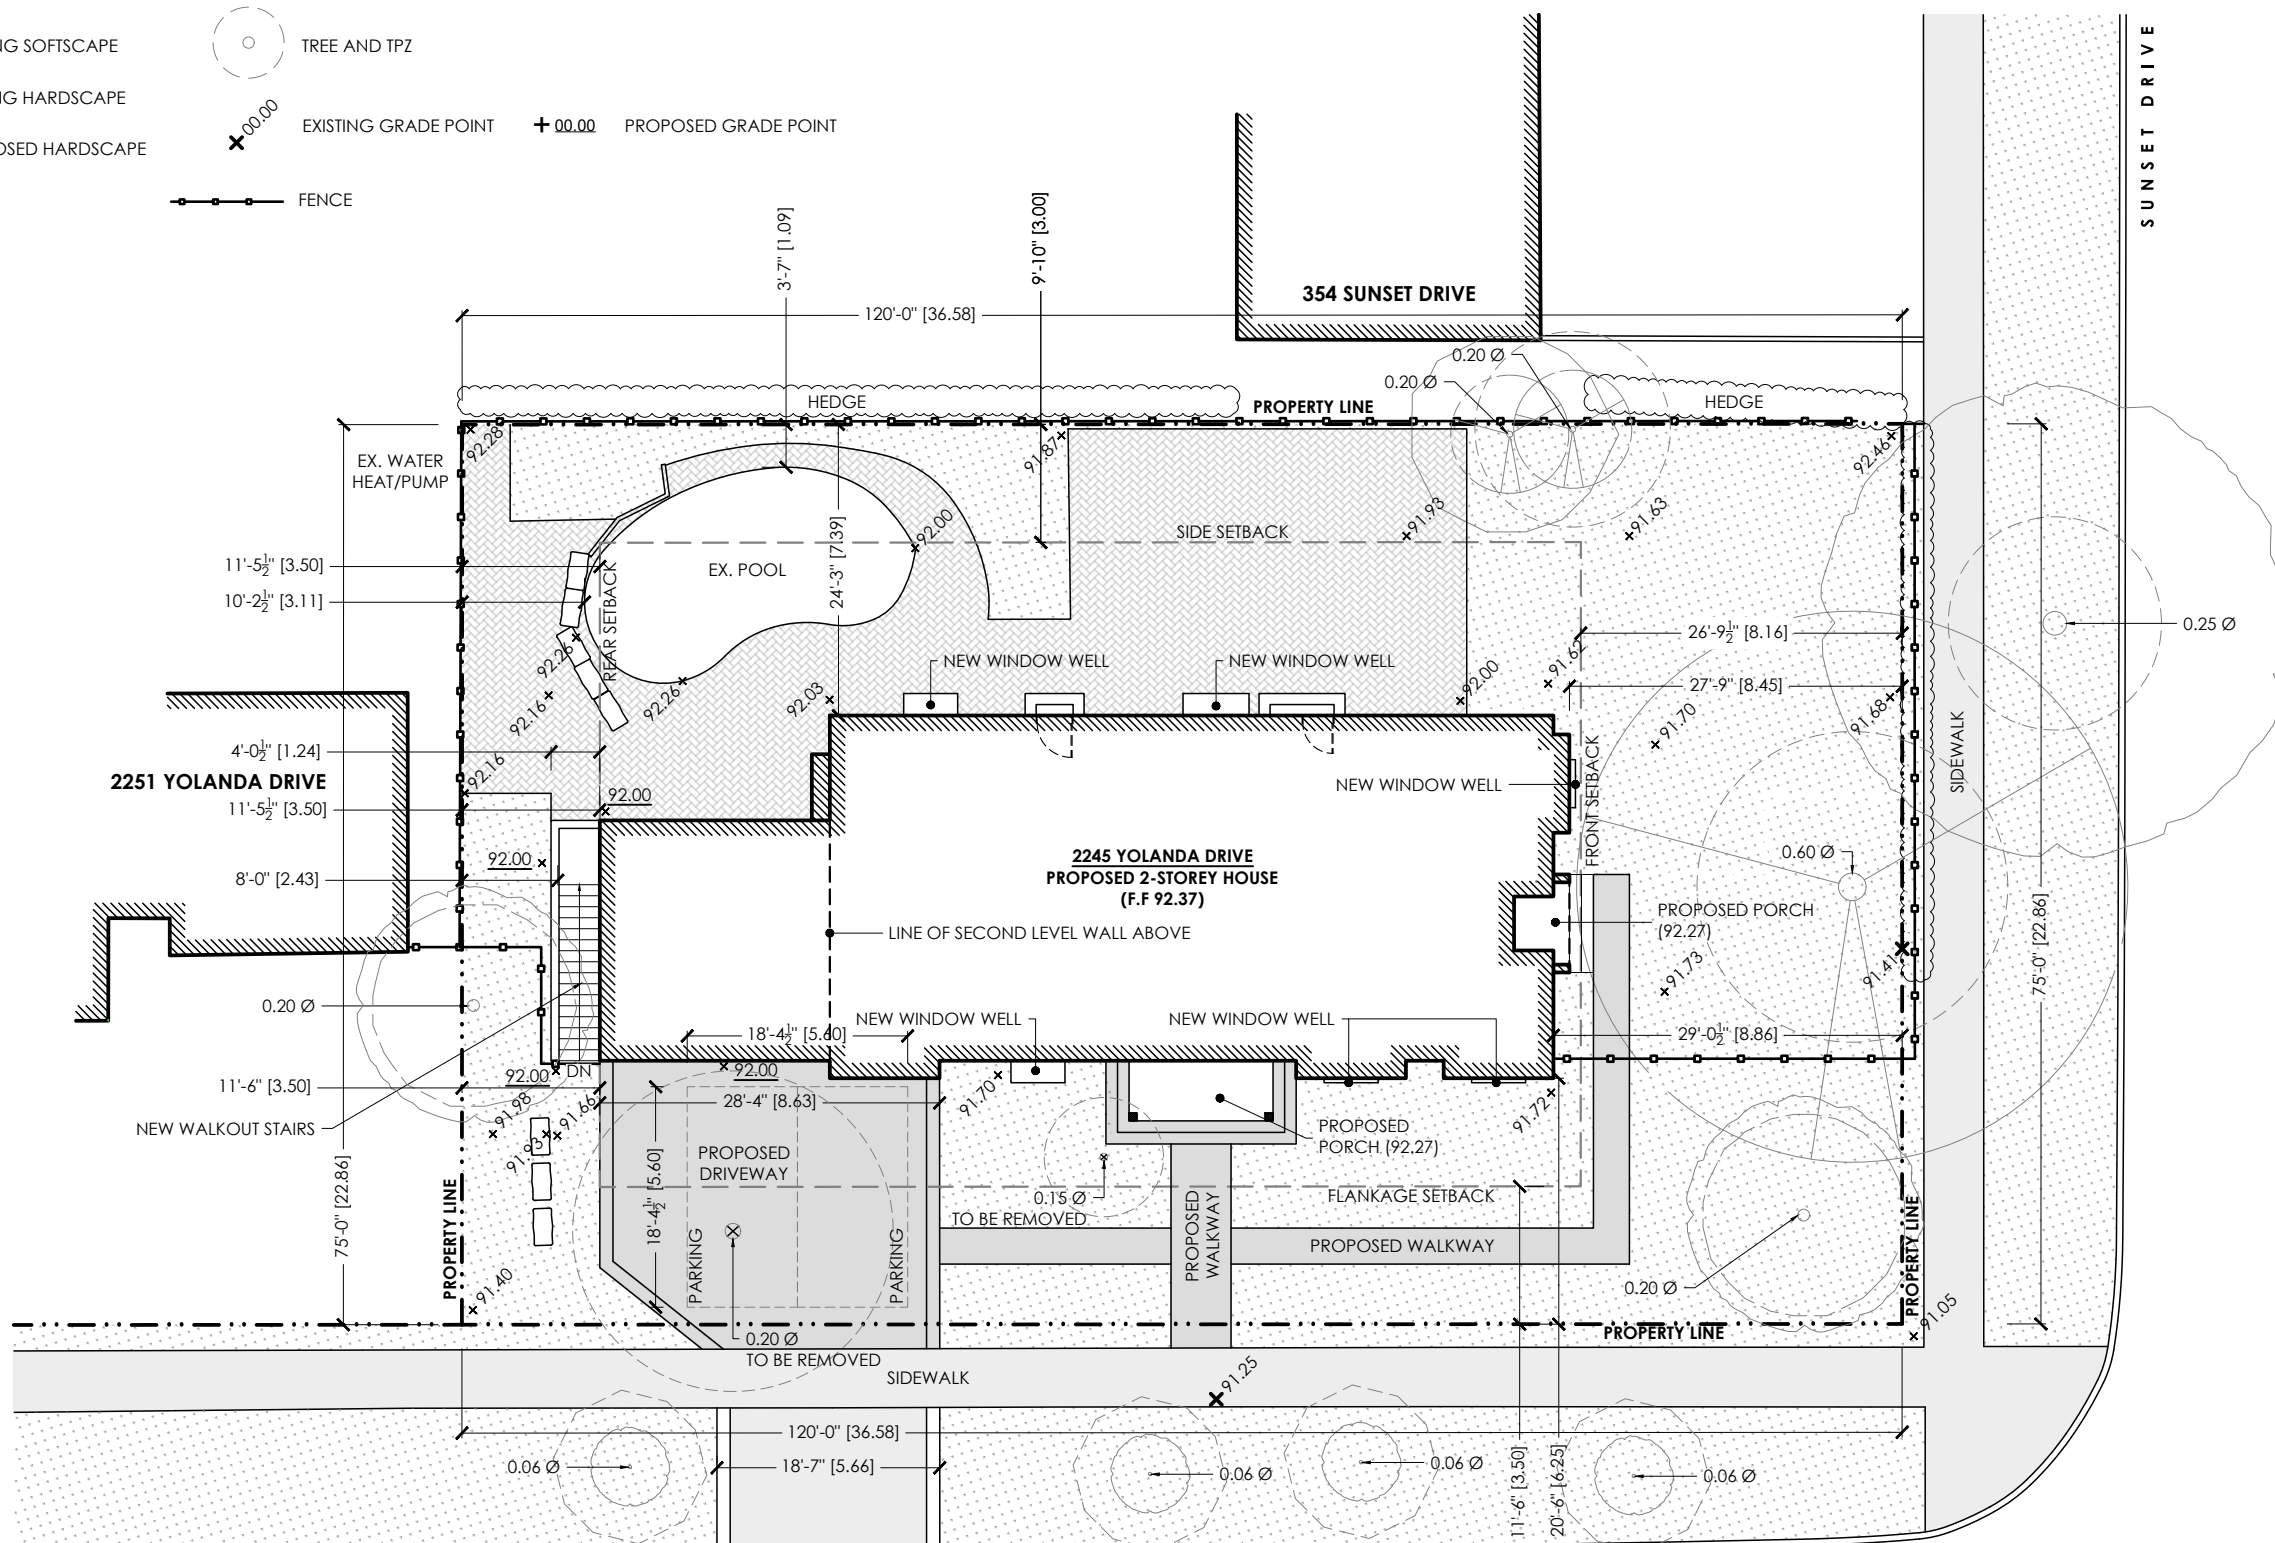 NG SOFTSCAPE
TREE AND TPZ
NG HARDSCAPE
00.00
EXISTING GRADE POINT
00.00
PROPOSED GRADE POINT
OSED HARDSCAPE
FENCE
SUNSET DRIVE
3'-7" [1.09]
9'-10" [3.00]
354 SUNSET DRIVE
120'-0" [36.58]
0.20 Ø
0.20 Ø
HEDGE
PROPERTY LINE
HEDGE
92.28
91.87
92.46
EX. WATER
HEAT/PUMP
91.93
91.63
92.00
24'-3" [7.39]
SIDE SETBACK
11'-5½" [3.50]
EX. POOL
10'-2½" [3.11]
REAR SETBACK
0.25 Ø
26'-9½" [8.16]
92.26
NEW WINDOW WELL
NEW WINDOW WELL
91.62
92.00
27'-9" [8.45]
92.16
92.26
92.03
91.68
91.70
SIDEWALK
4'-0½" [1.24]
92.16
2251 YOLANDA DRIVE
NEW WINDOW WELL
FRONT SETBACK
92.00
11'-5½" [3.50]
92.00
2245 YOLANDA DRIVE
PROPOSED 2-STOREY HOUSE
(F.F 92.37)
0.60 Ø
8'-0" [2.43]
PROPOSED PORCH
(92.27)
LINE OF SECOND LEVEL WALL ABOVE
75'-0" [22.86]
91.73
91.41
0.20 Ø
NEW WINDOW WELL
NEW WINDOW WELL
18'-4½" [5.60]
29'-0½" [8.86]
92.00
DN
92.00
11'-6" [3.50]
28'-4" [8.63]
91.98
91.66
91.70
91.72
NEW WALKOUT STAIRS
91.93
PROPOSED
DRIVEWAY
PROPOSED
PORCH (92.27)
18'-4½" [5.60]
75'-0" [22.86]
0.15 Ø
TO BE REMOVED
FLANKAGE SETBACK
PROPERTY LINE
PARKING
PARKING
PROPOSED
WALKWAY
PROPOSED WALKWAY
PROPERTY LINE
0.20 Ø
91.40
91.05
0.20 Ø
TO BE REMOVED
PROPERTY LINE
SIDEWALK
91.25
120'-0" [36.58]
0.06 Ø
18'-7" [5.66]
0.06 Ø
0.06 Ø
0.06 Ø
11'-6" [3.50]
20'-6" [6.25]